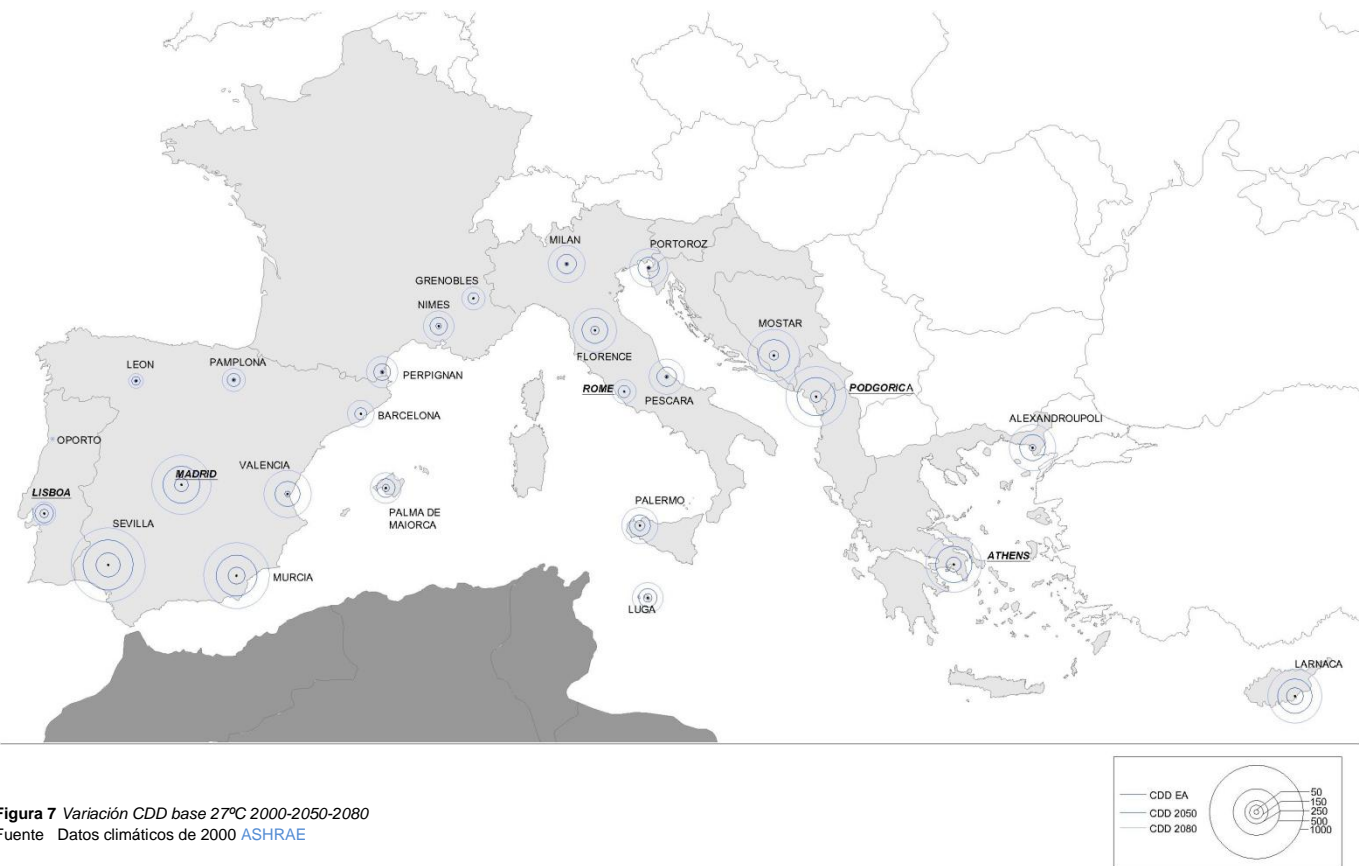 MILAN
PORTOROZ
GRENOBLES
NIMES
MOSTAR
FLORENCE
LEON
PAMPLONA
PERPIGNAN
ROME
PESCARA
PODGORICA
BARCELONA
ALEXANDROUPOLI
OPORTO
VALENCIA
MADRID
LISBOA
PALMA DE
MAIORCA
PALERMO
SEVILLA
ATHENS
MURCIA
LUGA
LARNACA
CDD EA
CDD 2050
CDD 2080
50
150
250
500
1000
Figura 7 Variación CDD base 27ºC 2000-2050-2080
Fuente Datos climáticos de 2000 ASHRAE